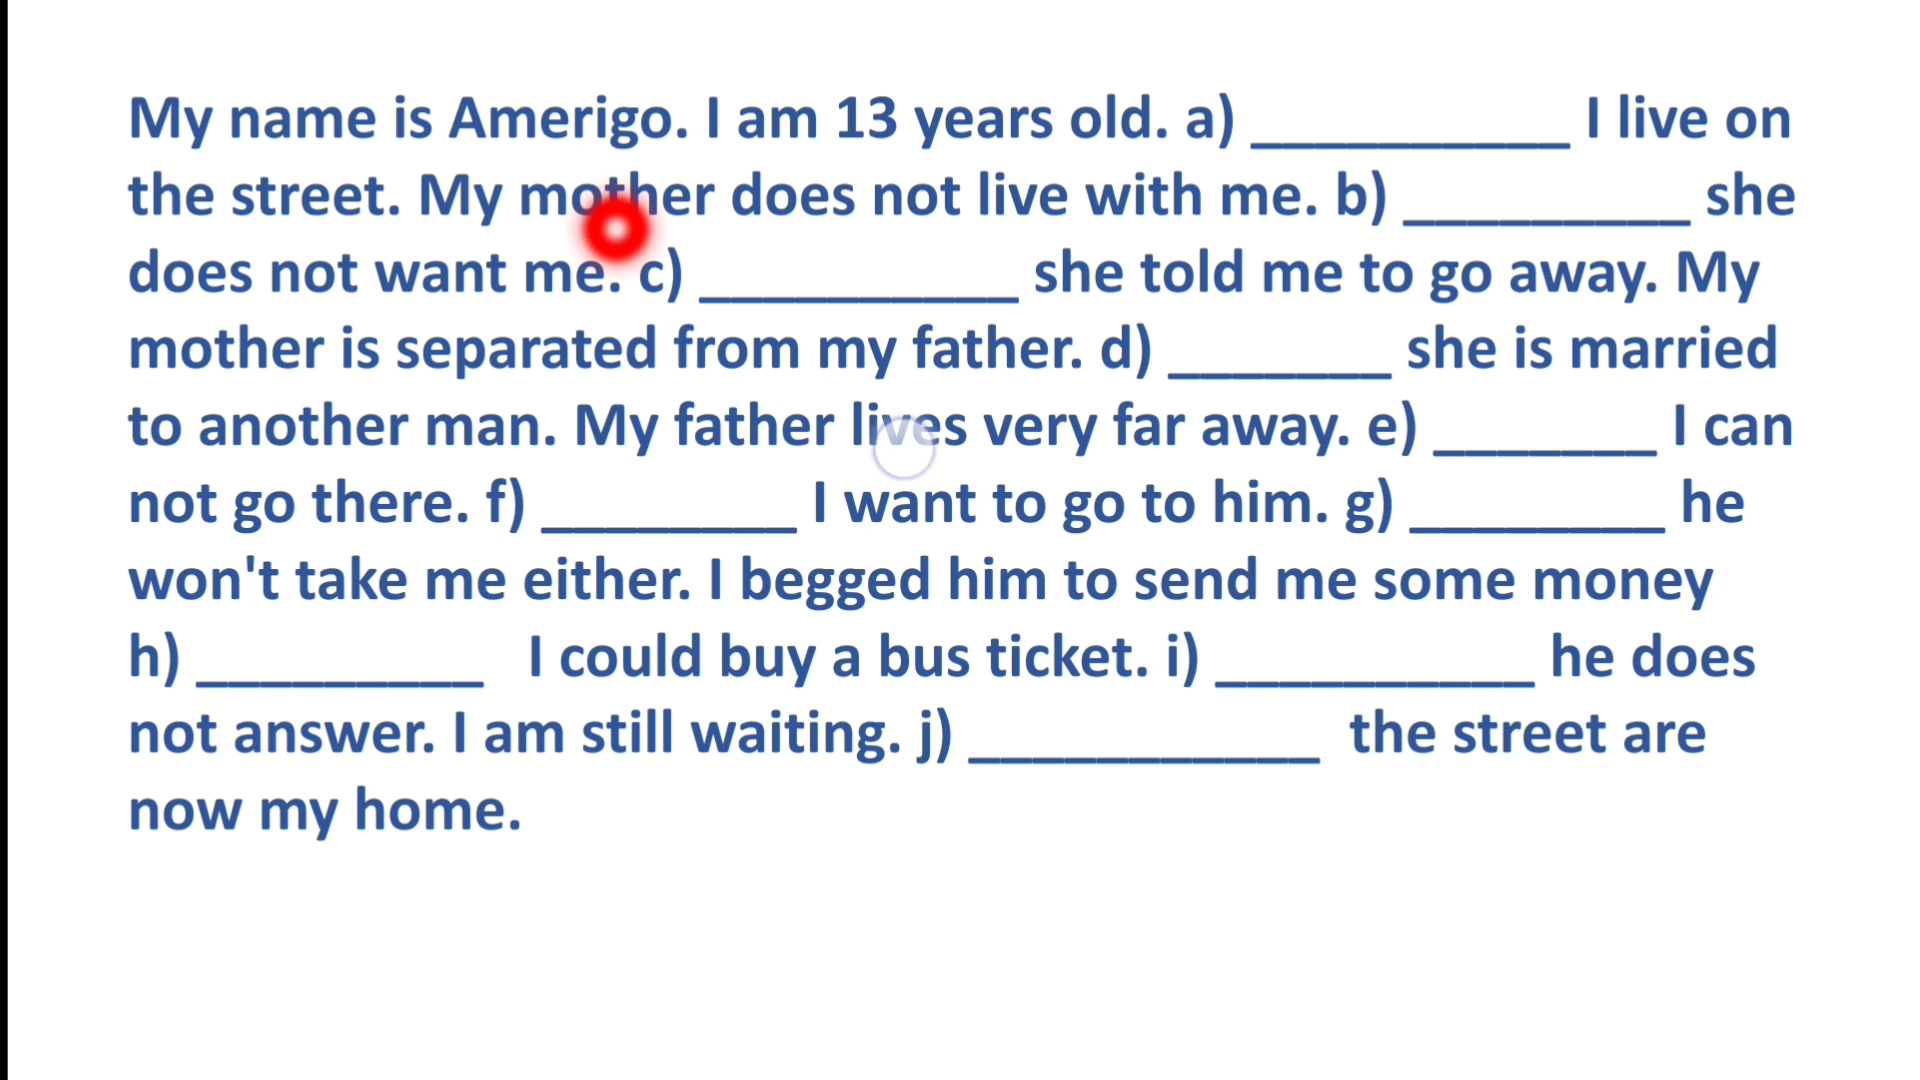 My name is Amerigo. I am 13 years old. a) __________ I live on
the street. My mother does not live with me. b) _________ she
does not want me. c) __________ she told me to go away. My
mother is separated from my father. d) _______ she is married
to another man. My father lives very far away. e) _______ I can
not go there. f) ________ I want to go to him. g) ________ he
won't take me either. I begged him to send me some money
h) _________ I could buy a bus ticket. i) __________ he does
not answer. I am still waiting. j) ___________ the street are
now my home.